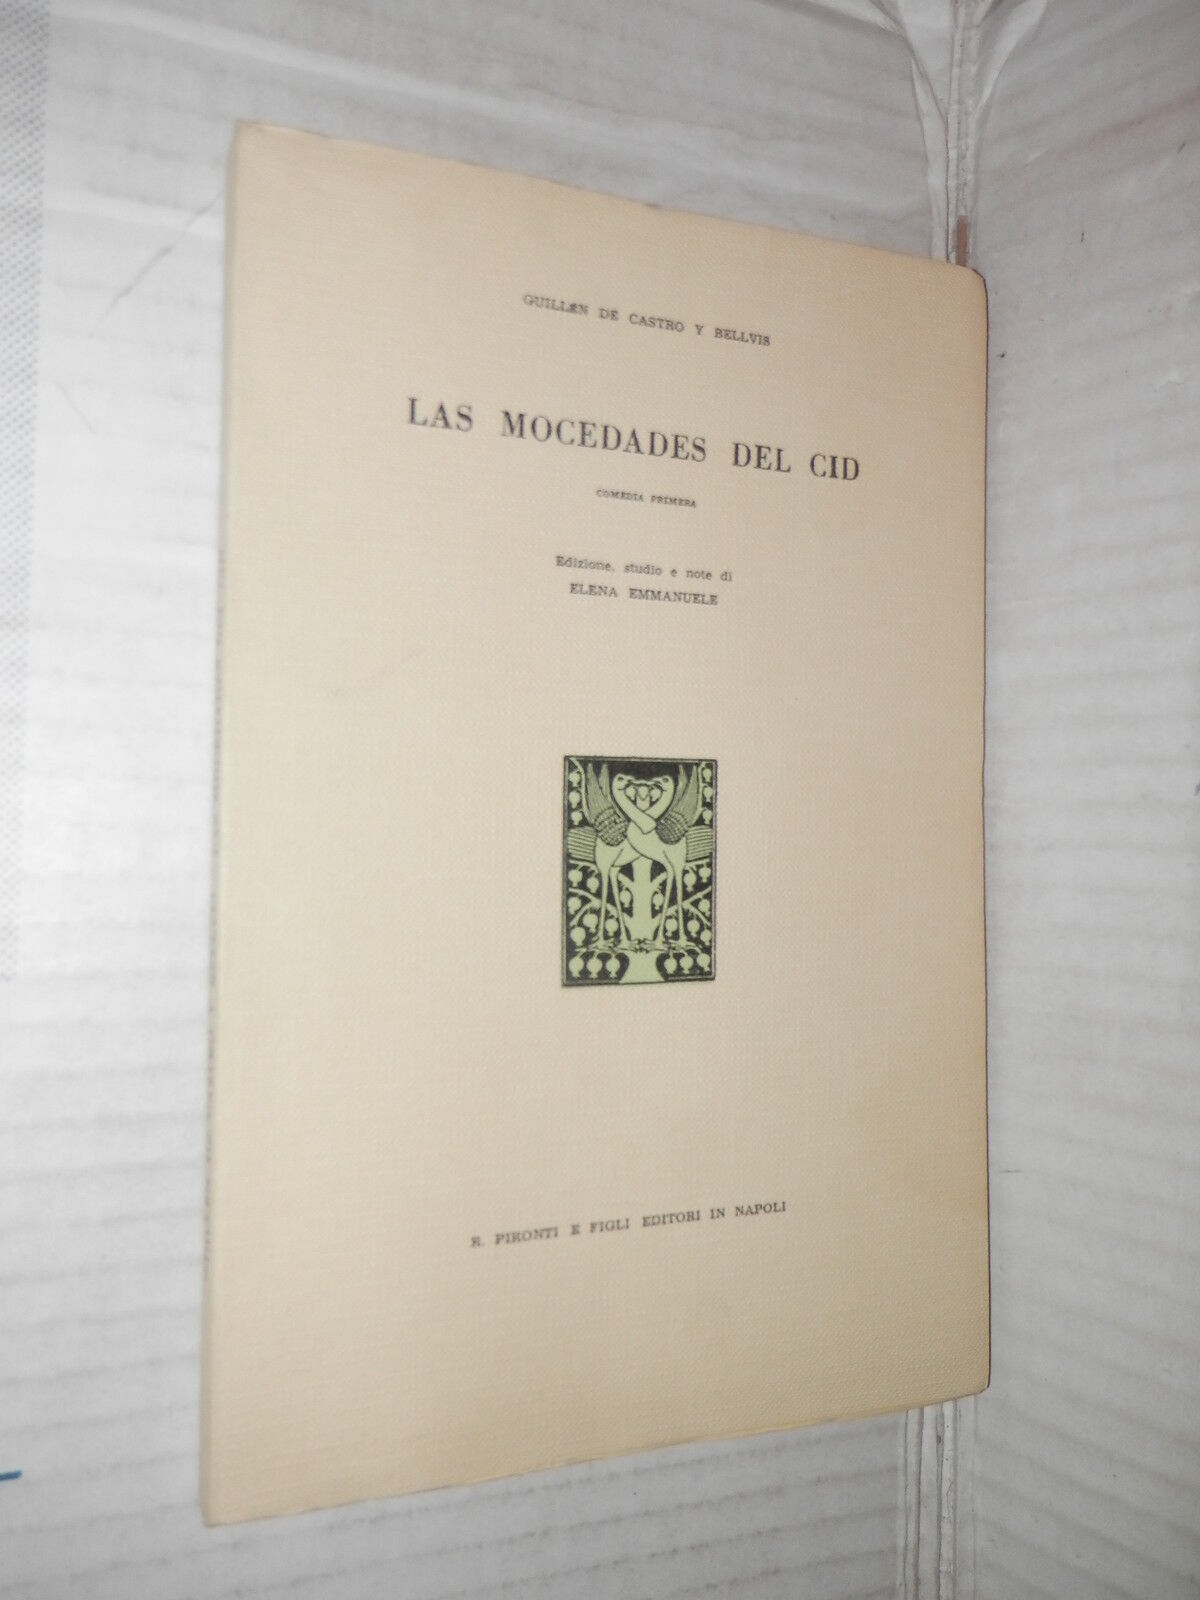 GUILLÉN DE CASTRO Y BELLVIS
LAS MOCEDADES DEL CID
COMEDIA PRIMERA
Edizione, studio e note di
ELENA EMMANUELE
R. PIRONTI E FIGLI EDITORI IN NAPOLI